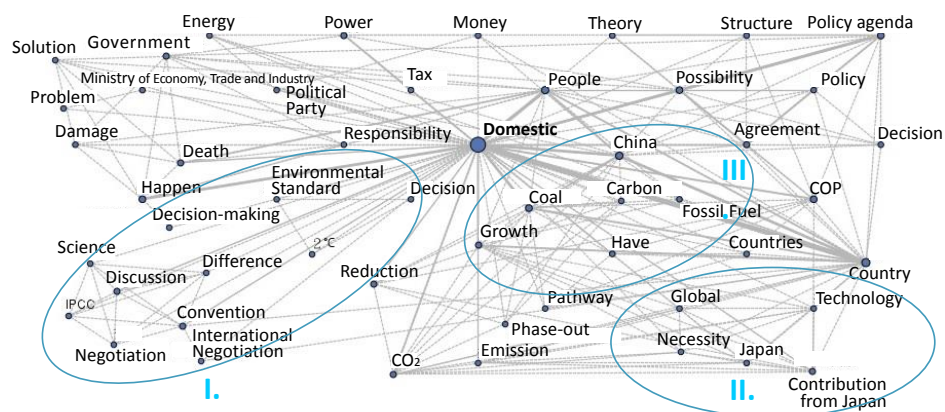 Energy
Power
Money
Theory
Structure
Policy agenda
Solution
Government
Ministry of Economy, Trade and Industry
Political
Party
Tax
People
Possibility
Policy
Problem
Damage
Death
Responsibility
Domestic
China
Agreement
Decision
III
.
Happen
Environmental
Standard
Decision
Decision-making
Coal
Carbon
Fossil Fuel
COP
Science
2℃
Growth
Have
Countries
Country
Discussion
Difference
Reduction
IPCC
Convention
Pathway
Global
Technology
Negotiation
International
Negotiation
Phase-out
Necessity
CO₂
Emission
Japan
Contribution
from Japan
I.
II.